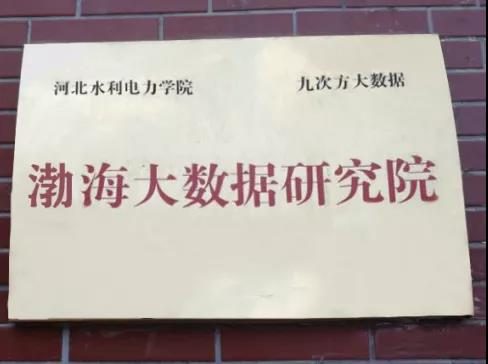 河北水利电力学院 九次方大数据
渤海大数据研究院